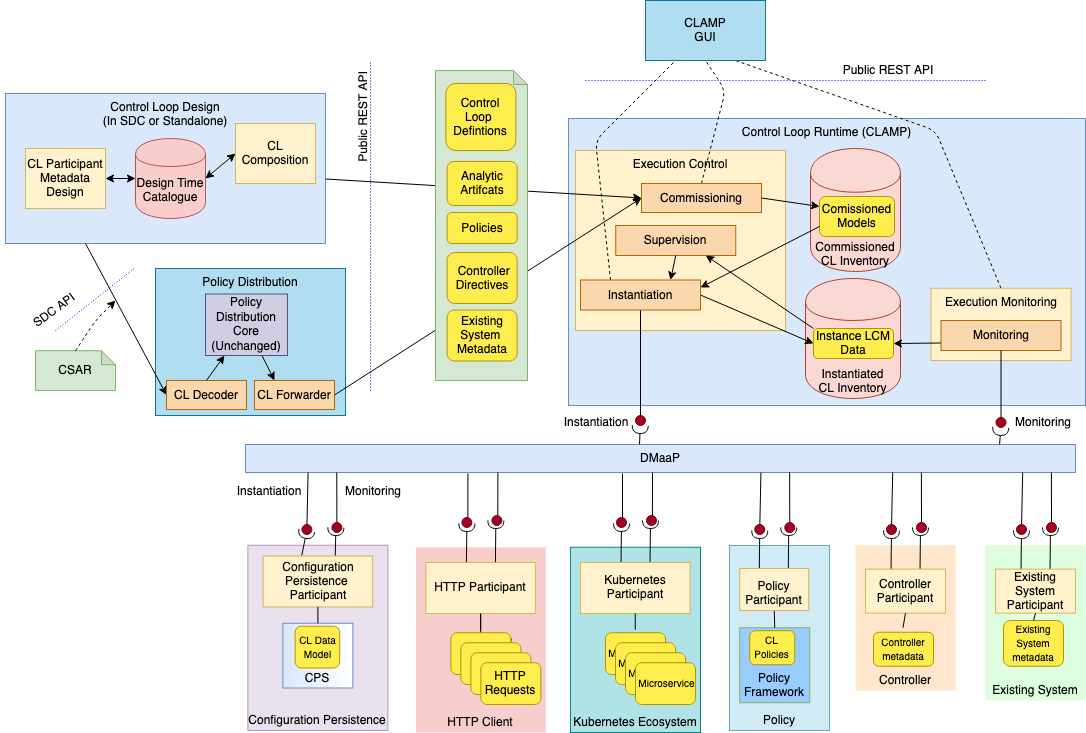 CLAMP
GUI
Public REST API
Public REST API
Control Loop Design
(In SDC or Standalone)
CL Participant
Metadata
Design
Design Time
Catalogue
CL
Composition
SDC API
CSAR
Policy Distribution
Policy
Distribution
Core
(Unchanged)
CL Decoder
CL Forwarder
Control
Loop
Defintions
Analytic
Artifcats
Policies
Controller
Directives
Existing
System
Metadata
Control Loop Runtime (CLAMP)
Execution Control
Commissioning
Supervision
Instantiation
Comissioned
Models
Commissioned
CL Inventory
Instance LCM
Data
Instantiated
CL Inventory
Execution Monitoring
Monitoring
Instantiation
Monitoring
DMaaP
Instantiation
Monitoring
Configuration
Persistence
Participant
CL Data
Model
CPS
Configuration Persistence
HTTP Participant
HTTP
Requests
HTTP Client
Kubernetes
Participant
M
M
M
Microservice
Kubernetes Ecosystem
Policy
Participant
CL
Policies
Policy
Framework
Policy
Controller
Participant
Controller
metadata
Controller
Existing
System
Participant
Existing
System
metadata
Existing System